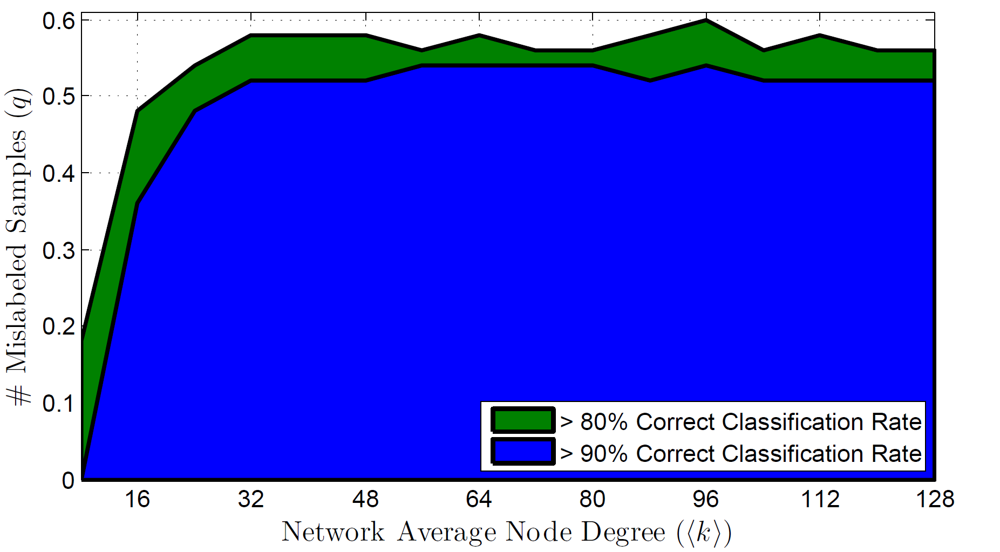 # Mislabeled Samples (q)
0.6
0.5
0.4
0.3
0.2
0.1
0
> 80% Correct Classification Rate
> 90% Correct Classification Rate
16 32 48 64 80 96 112 128
Network Average Node Degree (⟨k⟩)